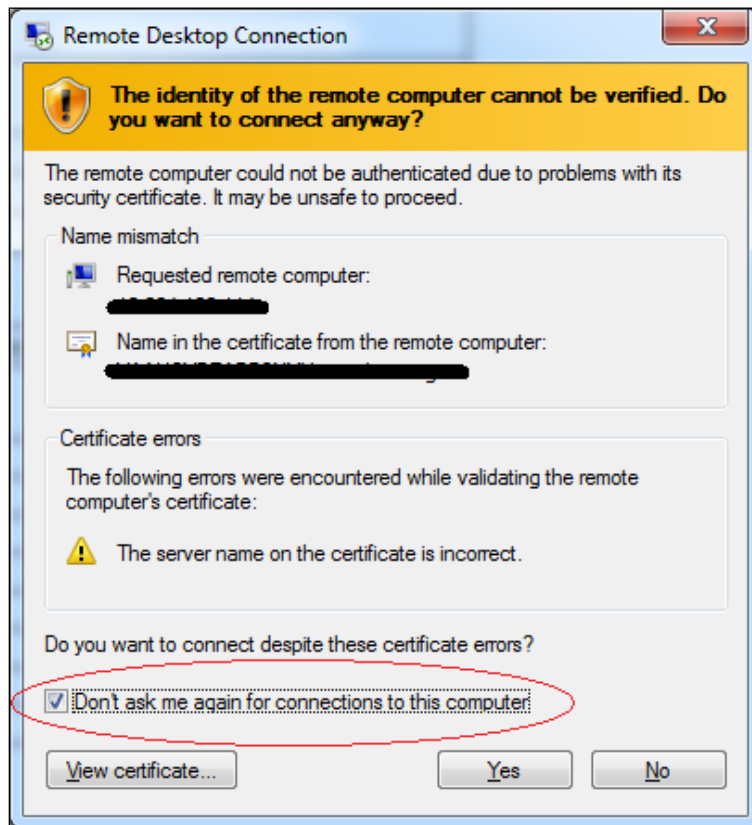 Remote Desktop Connection
The identity of the remote computer cannot be verified. Do
you want to connect anyway?
The remote computer could not be authenticated due to problems with its
security certificate. It may be unsafe to proceed.
Name mismatch
Requested remote computer:
Name in the certificate from the remote computer:
Certificate errors
The following errors were encountered while validating the remote
computer's certificate:
The server name on the certificate is incorrect.
Do you want to connect despite these certificate errors?
Don't ask me again for connections to this computer
View certificate...
Yes
No